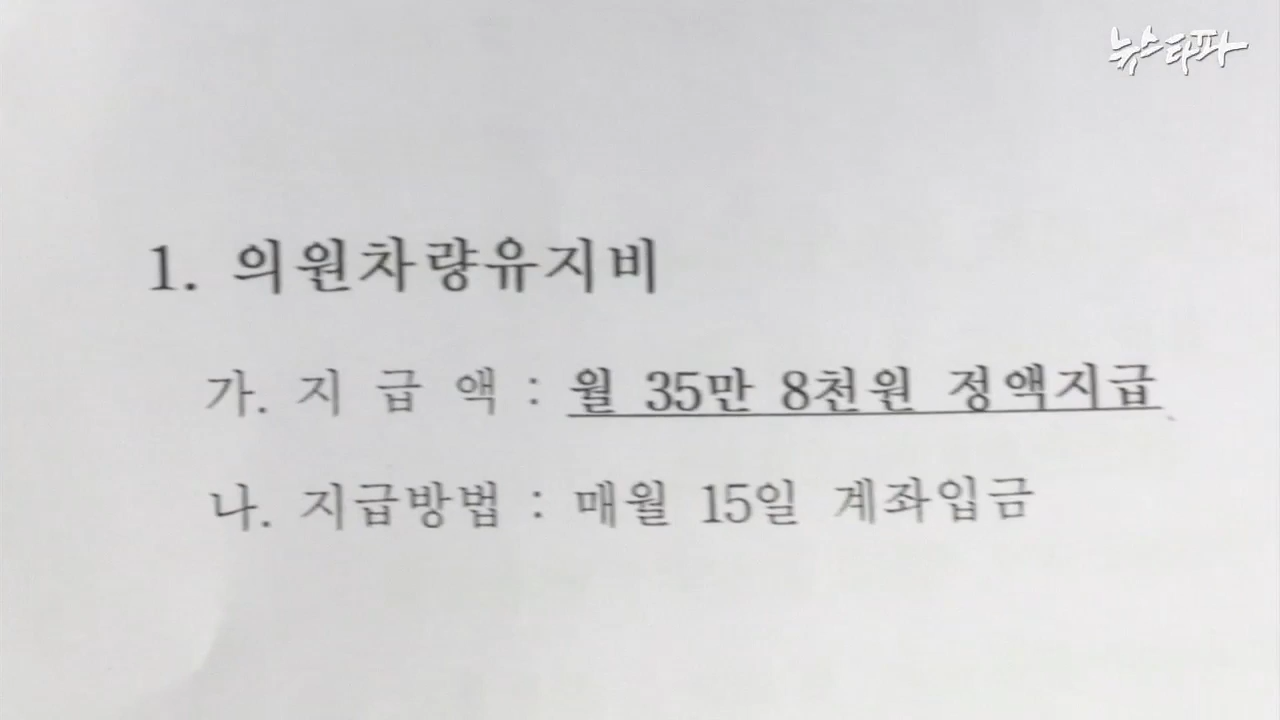 뉴스타파
1. 의원차량유지비
가. 지 급 액 : 월 35만 8천원 정액지급
나. 지급방법 : 매월 15일 계좌입금